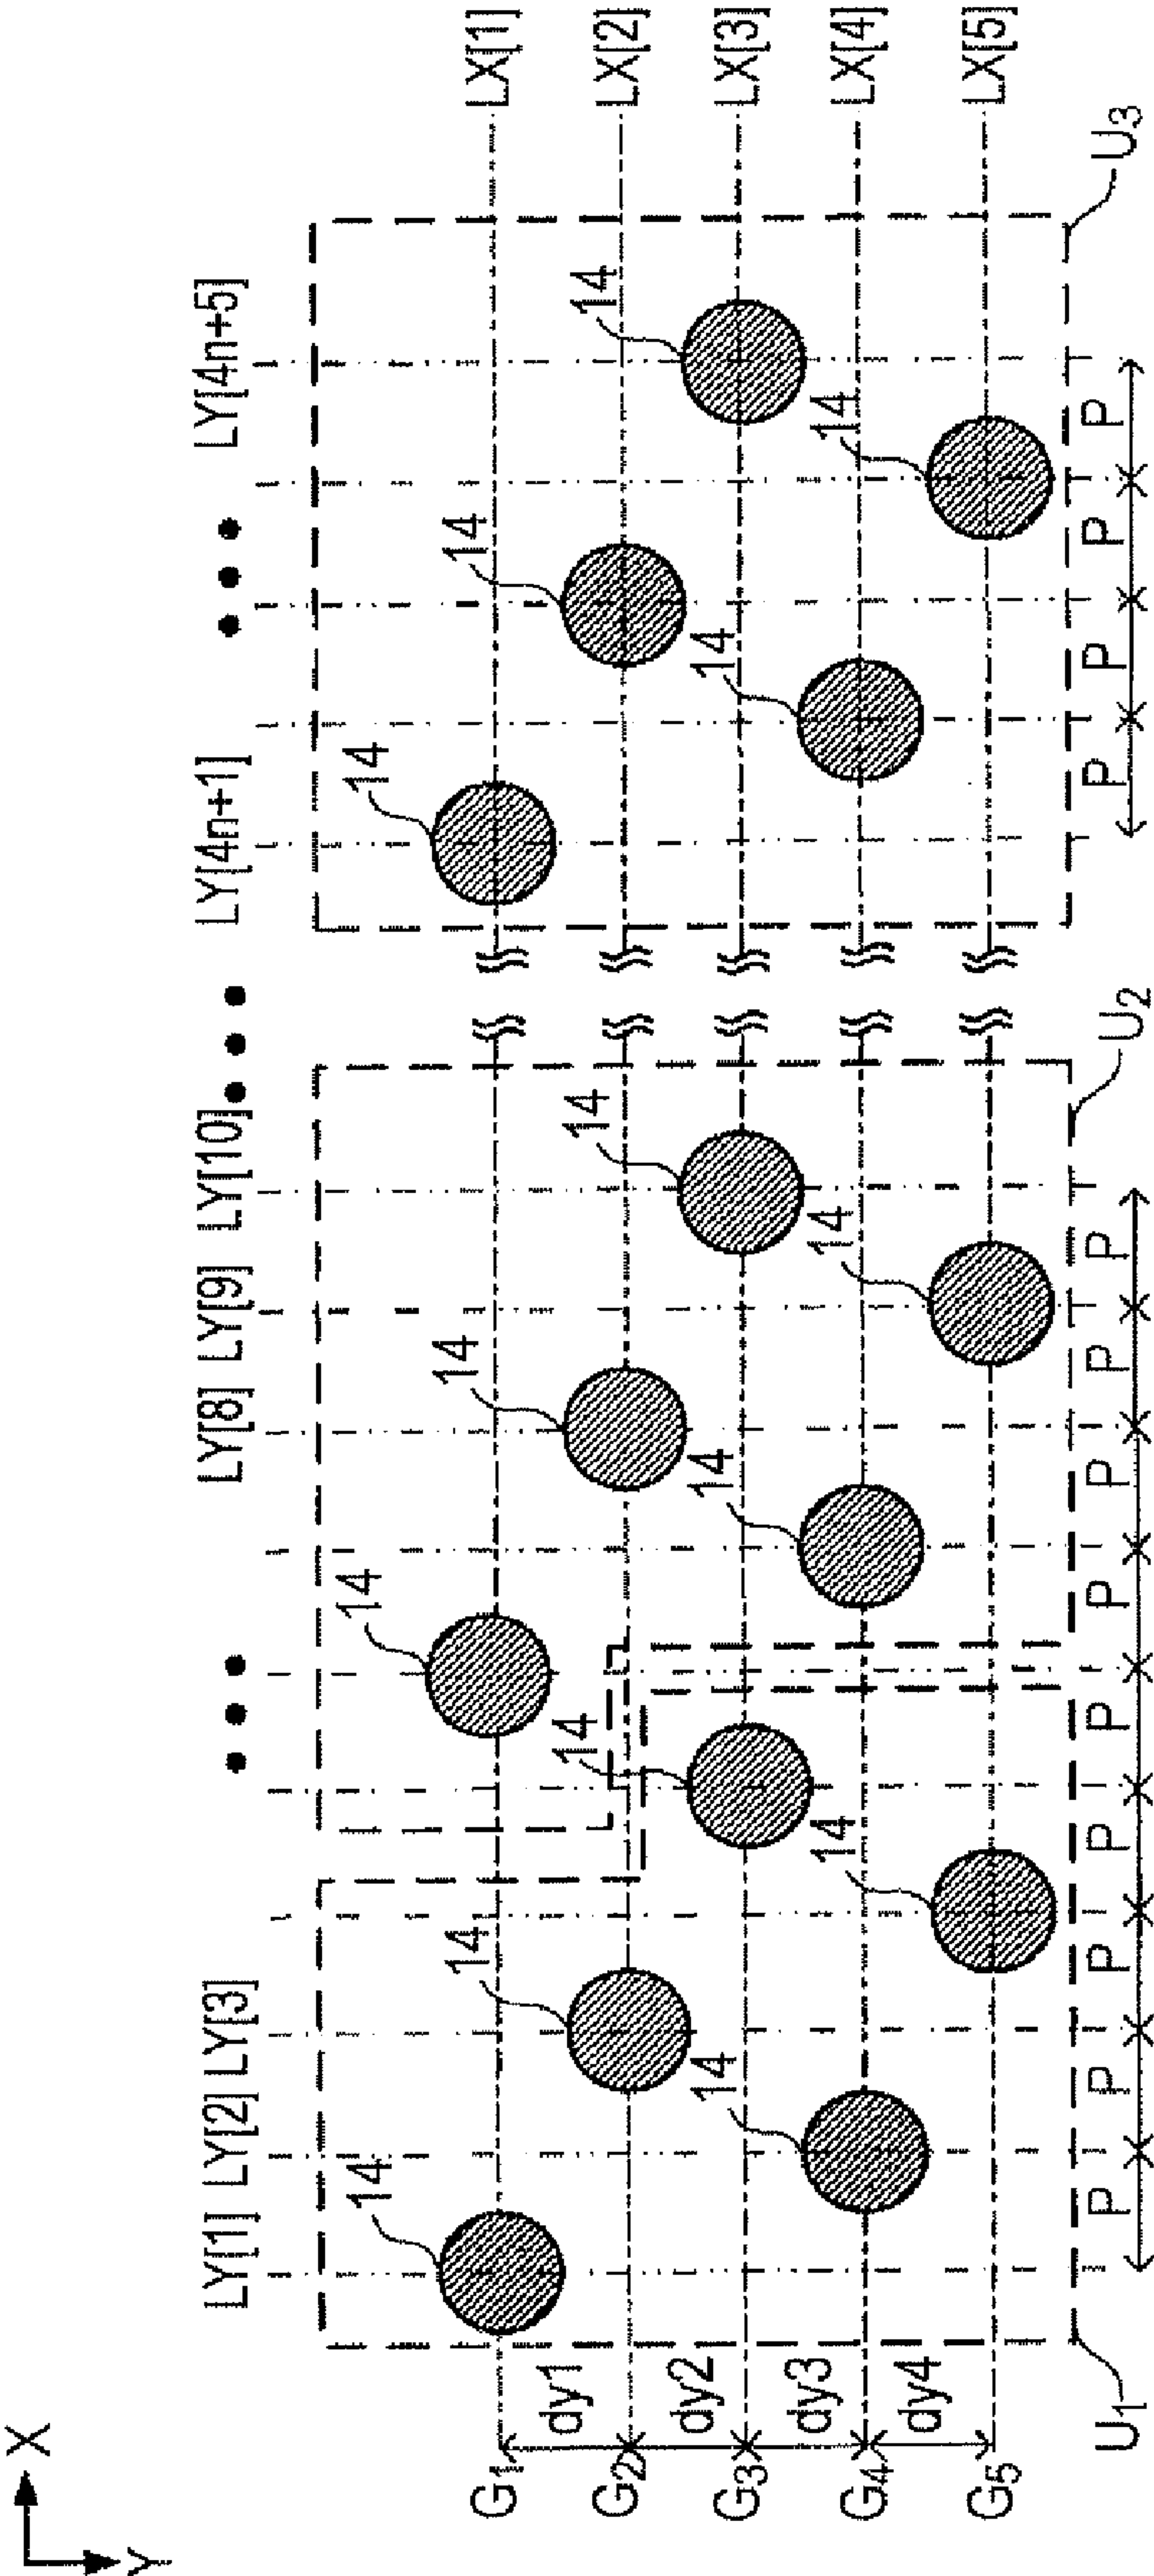 X
Y
LY[1] LY[2] LY[3] ••• LY[8] LY[9] LY[10] ••• LY[4n+1] ••• LY[4n+5]
14 14 14
G1 LX[1]
dy1
14 14 14
G2 LX[2]
dy2
14 14 14
G3 LX[3]
dy3
14 14 14
G4 LX[4]
dy4
14 14 14
G5 LX[5]
P P P P P P P P P P P P P
U1 U2 U3